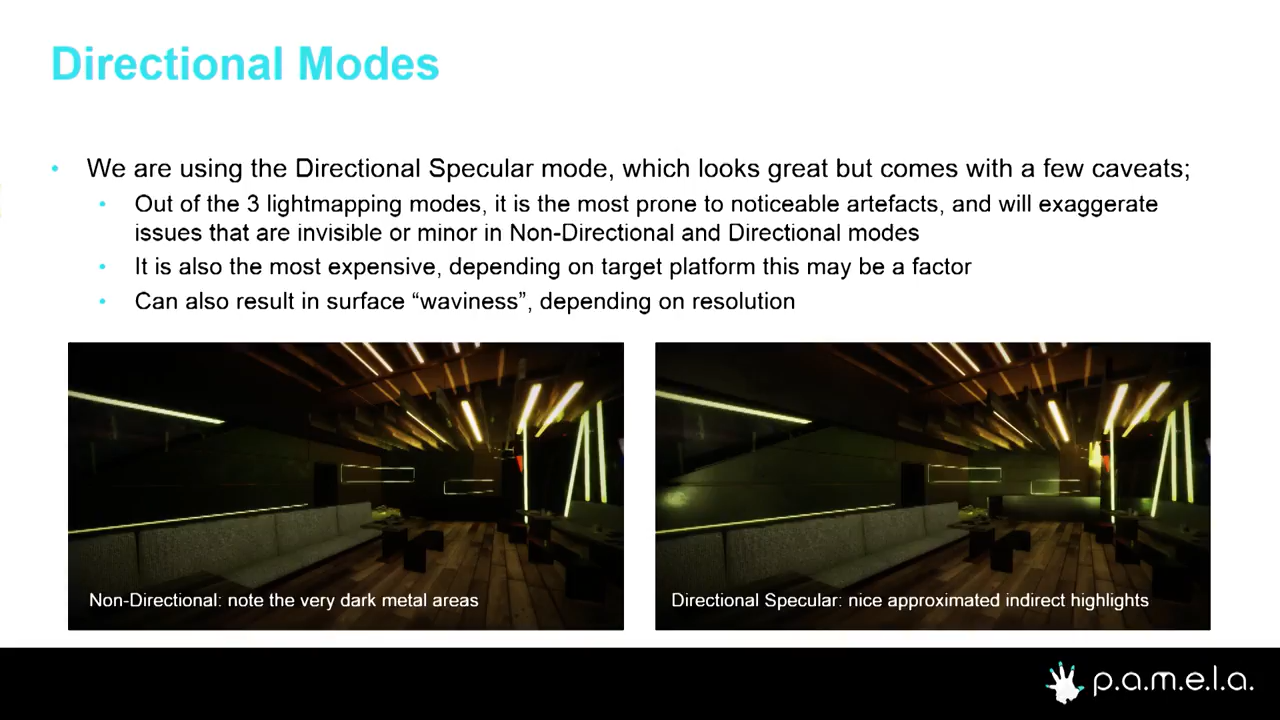 Directional Modes
• We are using the Directional Specular mode, which looks great but comes with a few caveats;
• Out of the 3 lightmapping modes, it is the most prone to noticeable artefacts, and will exaggerate
issues that are invisible or minor in Non-Directional and Directional modes
• It is also the most expensive, depending on target platform this may be a factor
• Can also result in surface “waviness”, depending on resolution
Non-Directional: note the very dark metal areas
Directional Specular: nice approximated indirect highlights
p.a.m.e.l.a.